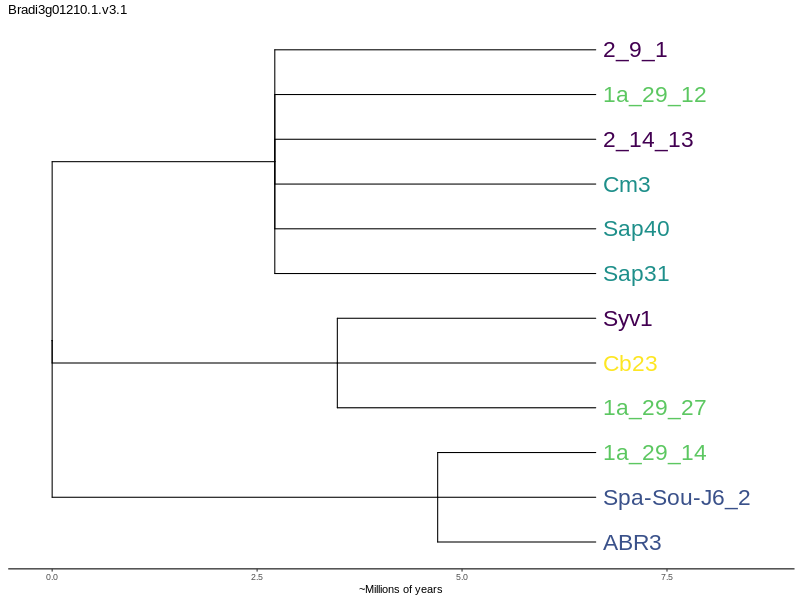 Bradi3g01210.1.v3.1
2_9_1
1a_29_12
2_14_13
Cm3
Sap40
Sap31
Syv1
Cb23
1a_29_27
1a_29_14
Spa-Sou-J6_2
ABR3
0.0 2.5 5.0 7.5
~Millions of years